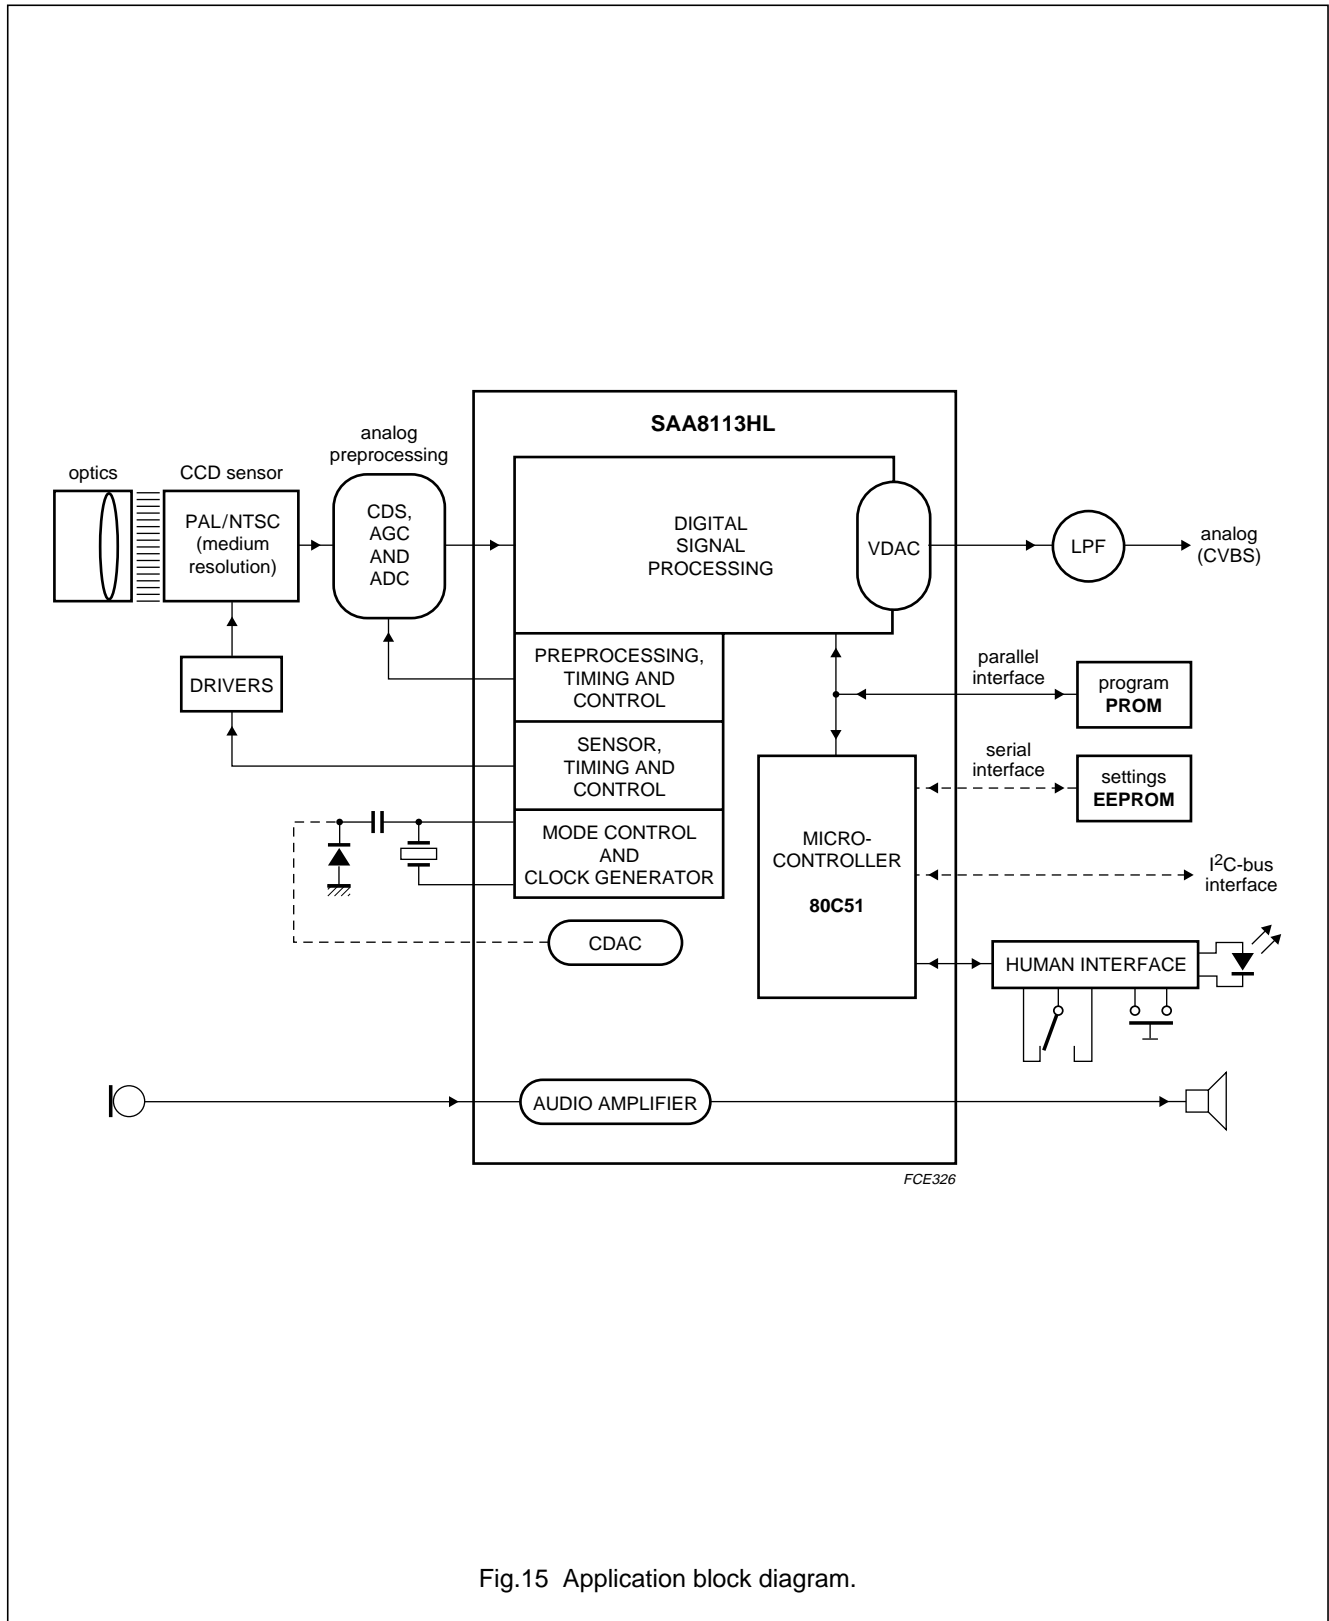 SAA8113HL
optics
CCD sensor
analog
preprocessing
PAL/NTSC
(medium
resolution)
CDS,
AGC
AND
ADC
DIGITAL
SIGNAL
PROCESSING
VDAC
LPF
analog
(CVBS)
DRIVERS
PREPROCESSING,
TIMING AND
CONTROL
SENSOR,
TIMING AND
CONTROL
MODE CONTROL
AND
CLOCK GENERATOR
CDAC
MICRO-
CONTROLLER
80C51
parallel
interface
program
PROM
serial
interface
settings
EEPROM
I²C-bus
interface
HUMAN INTERFACE
AUDIO AMPLIFIER
FCE326
Fig.15 Application block diagram.